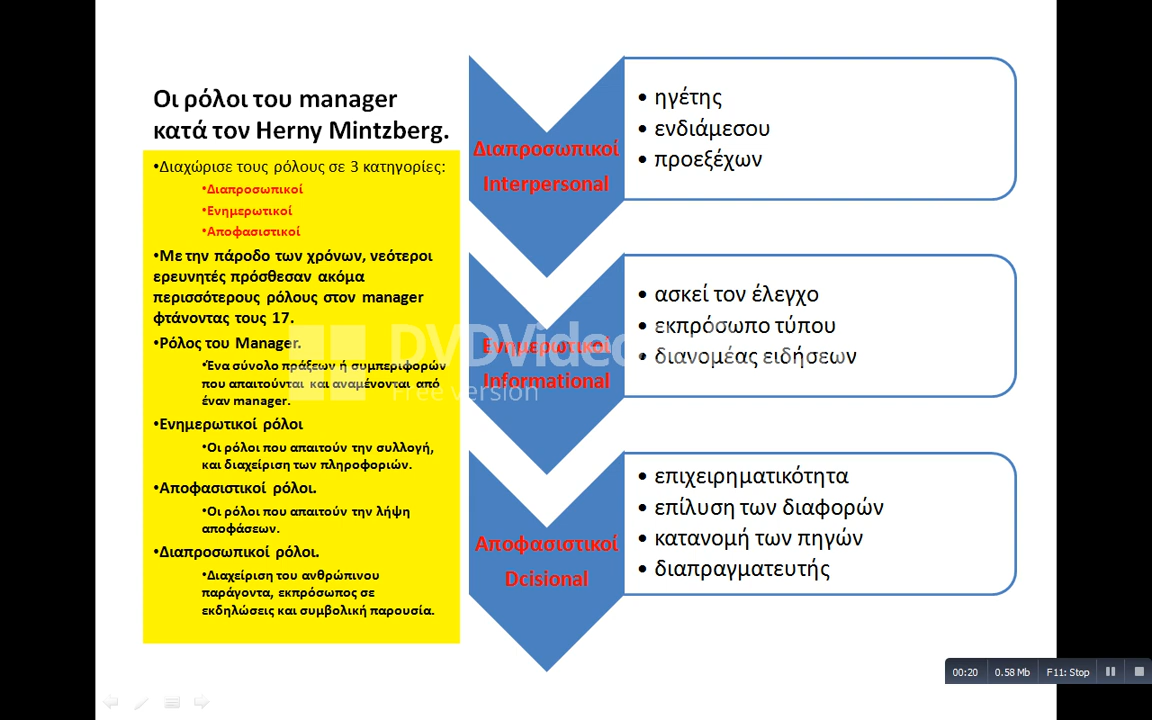 Οι ρόλοι του manager
κατά τον Herny Mintzberg.
•Διαχώρισε τους ρόλους σε 3 κατηγορίες:
•Διαπροσωπικοί
•Ενημερωτικοί
•Αποφασιστικοί
•Με την πάροδο των χρόνων, νεότεροι
ερευνητές πρόσθεσαν ακόμα
περισσότερους ρόλους στον manager
φτάνοντας τους 17.
•Ρόλος του Manager.
•Ένα σύνολο πράξεων ή συμπεριφορών
που απαιτούνται και αναμένονται από
έναν manager.
•Ενημερωτικοί ρόλοι
•Οι ρόλοι που απαιτούν την συλλογή,
και διαχείριση των πληροφοριών.
•Αποφασιστικοί ρόλοι.
•Οι ρόλοι που απαιτούν την λήψη
αποφάσεων.
•Διαπροσωπικοί ρόλοι.
•Διαχείριση του ανθρώπινου
παράγοντα, εκπρόσωπος σε
εκδηλώσεις και συμβολική παρουσία.
Διαπροσωπικοί
Interpersonal
• ηγέτης
• ενδιάμεσου
• προεξέχων
Ενημερωτικοί
Informational
• ασκεί τον έλεγχο
• εκπρόσωπο τύπου
• διανομέας ειδήσεων
Αποφασιστικοί
Dcisional
• επιχειρηματικότητα
• επίλυση των διαφορών
• κατανομή των πηγών
• διαπραγματευτής
DVDVideo
Free version
00:20 0.58 Mb F11: Stop